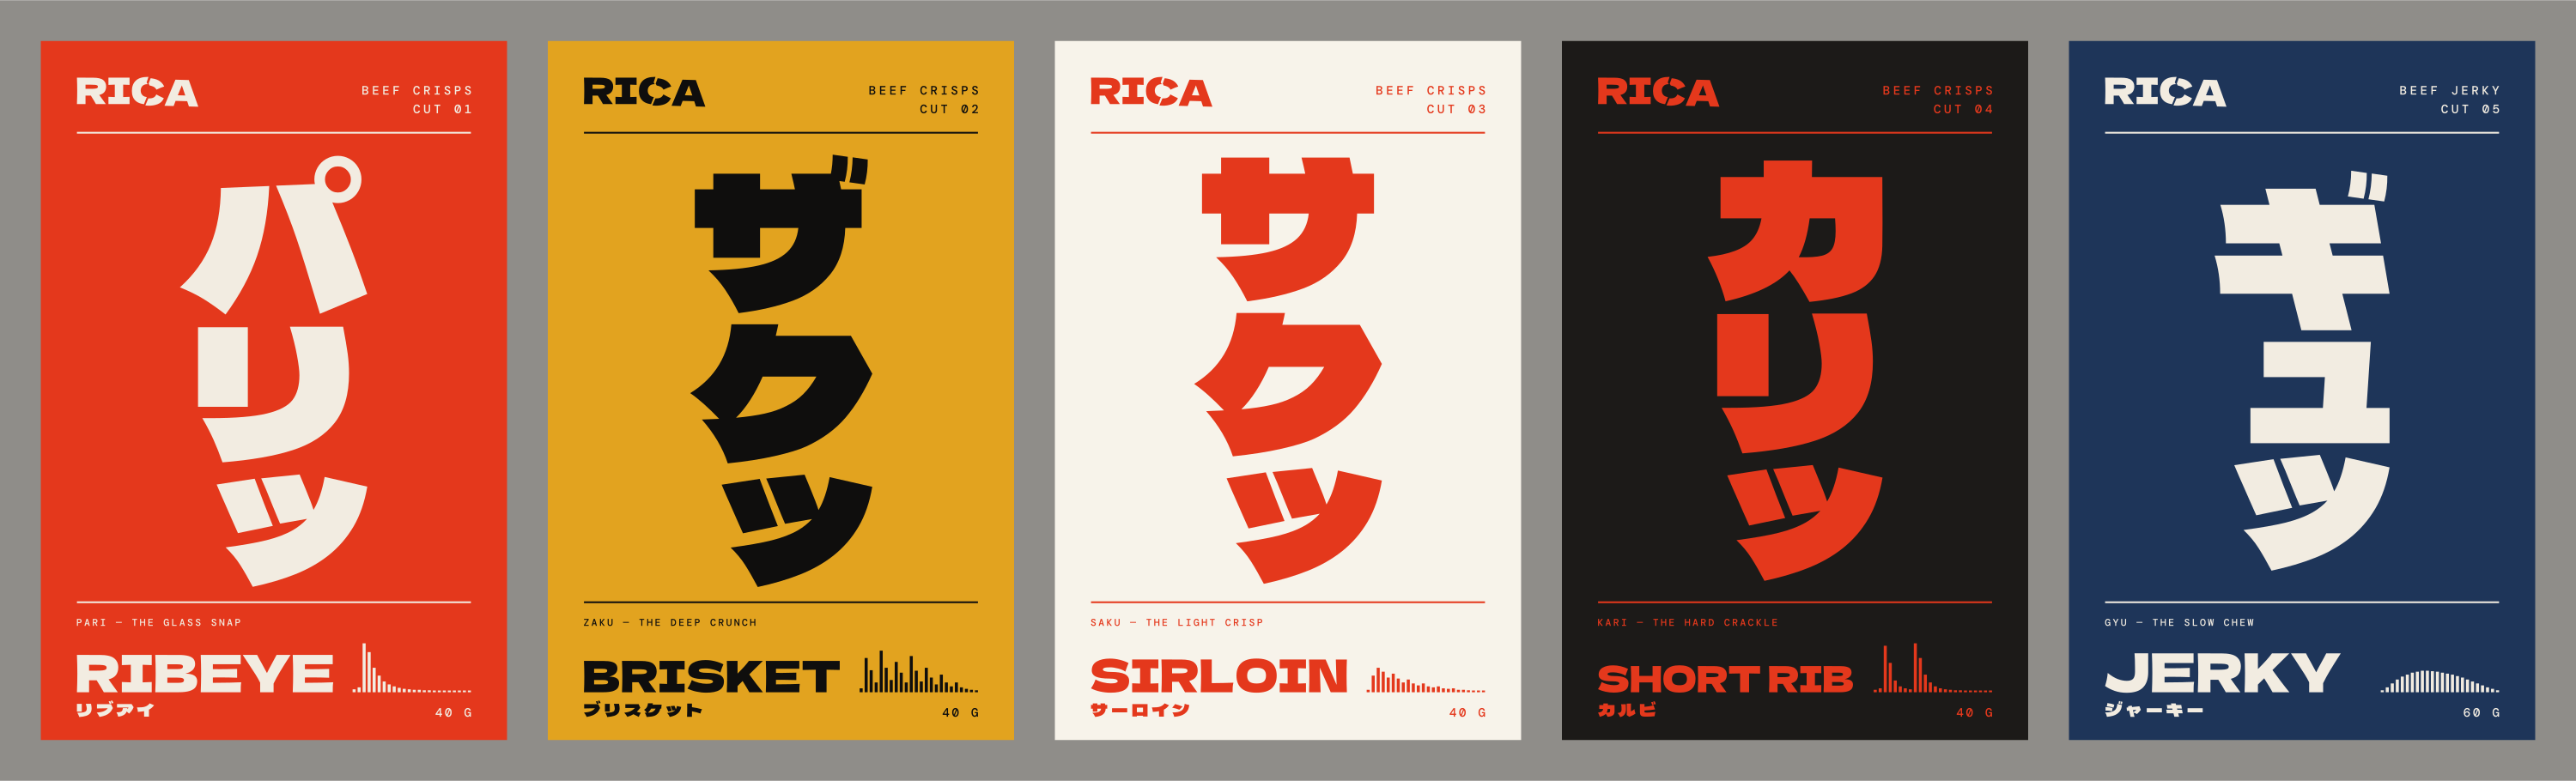 RICA
BEEF CRISPS
CUT 01
パリッ
PARI — THE GLASS SNAP
RIBEYE
リブアイ
40 G
RICA
BEEF CRISPS
CUT 02
ザクッ
ZAKU — THE DEEP CRUNCH
BRISKET
ブリスケット
40 G
RICA
BEEF CRISPS
CUT 03
サクッ
SAKU — THE LIGHT CRISP
SIRLOIN
サーロイン
40 G
RICA
BEEF CRISPS
CUT 04
カリッ
KARI — THE HARD CRACKLE
SHORT RIB
カルビ
40 G
RICA
BEEF JERKY
CUT 05
ギュッ
GYU — THE SLOW CHEW
JERKY
ジャーキー
60 G